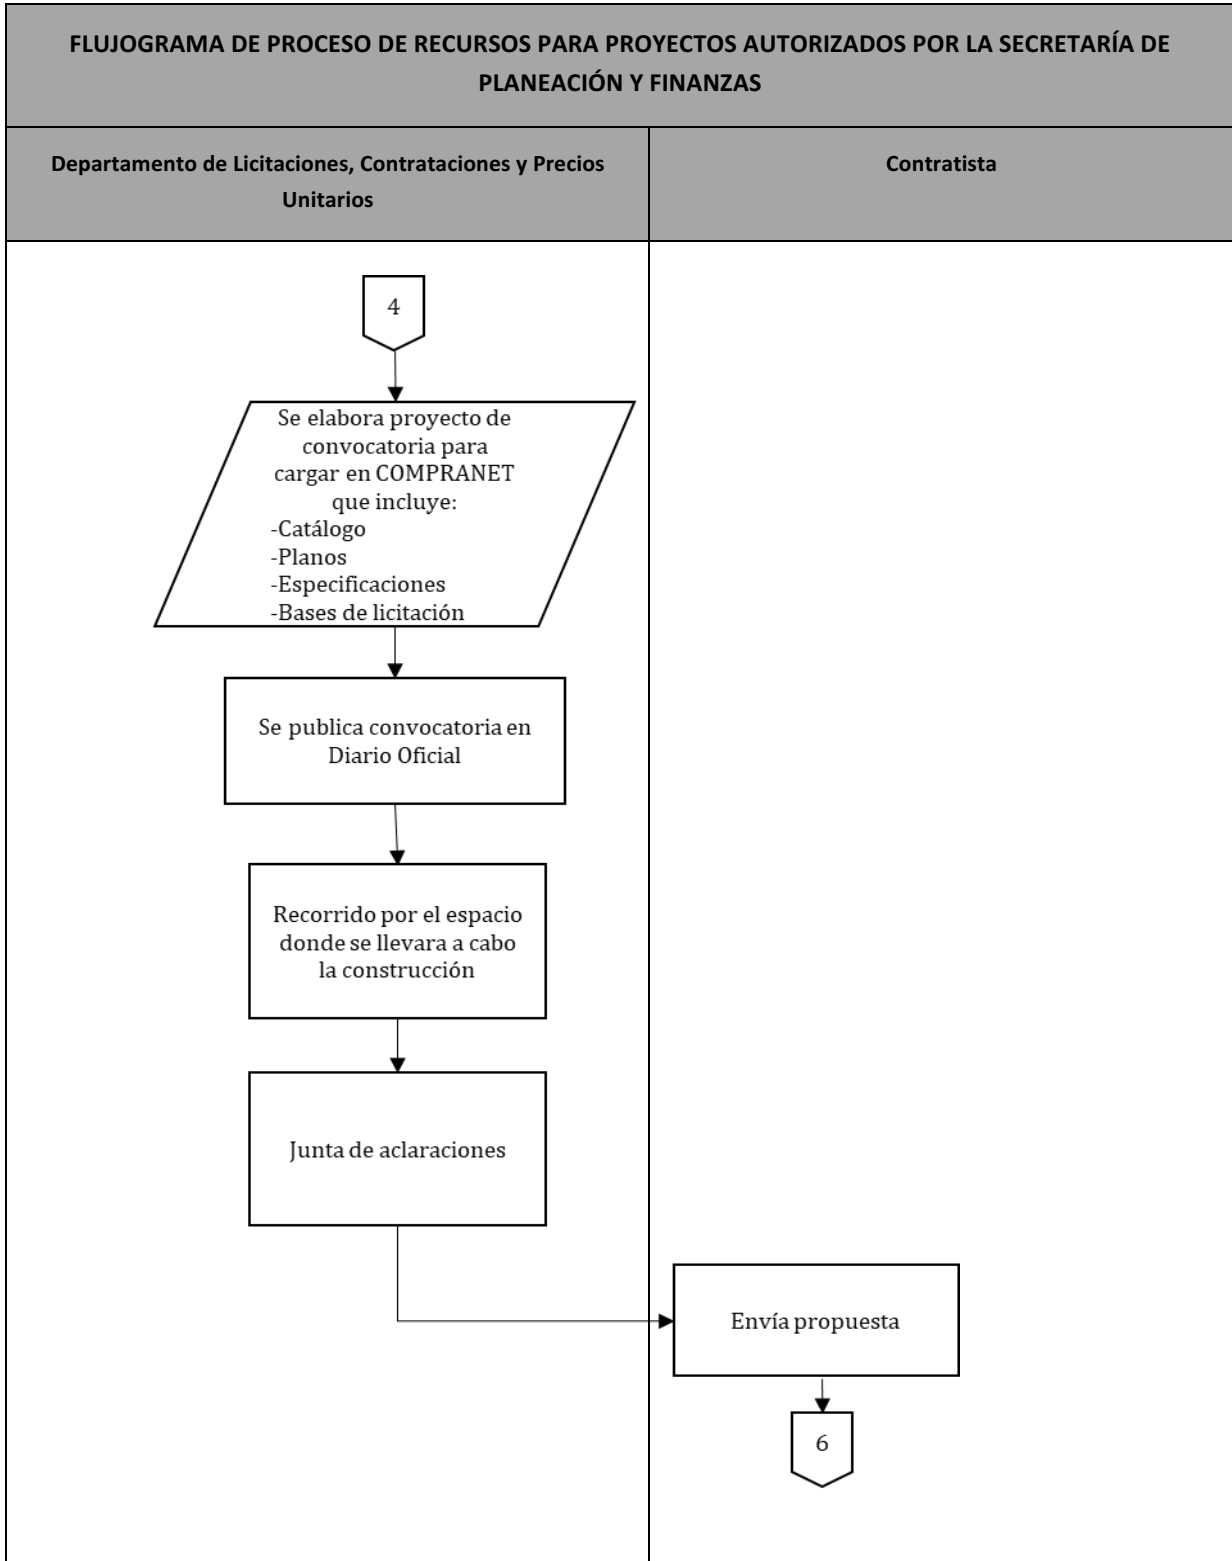 FLUJOGRAMA DE PROCESO DE RECURSOS PARA PROYECTOS AUTORIZADOS POR LA SECRETARÍA DE
PLANEACIÓN Y FINANZAS
Departamento de Licitaciones, Contrataciones y Precios
Unitarios
Contratista
4
Se elabora proyecto de
convocatoria para
cargar en COMPRANET
que incluye:
-Catálogo
-Planos
-Especificaciones
-Bases de licitación
Se publica convocatoria en
Diario Oficial
Recorrido por el espacio
donde se llevara a cabo
la construcción
Junta de aclaraciones
Envía propuesta
6